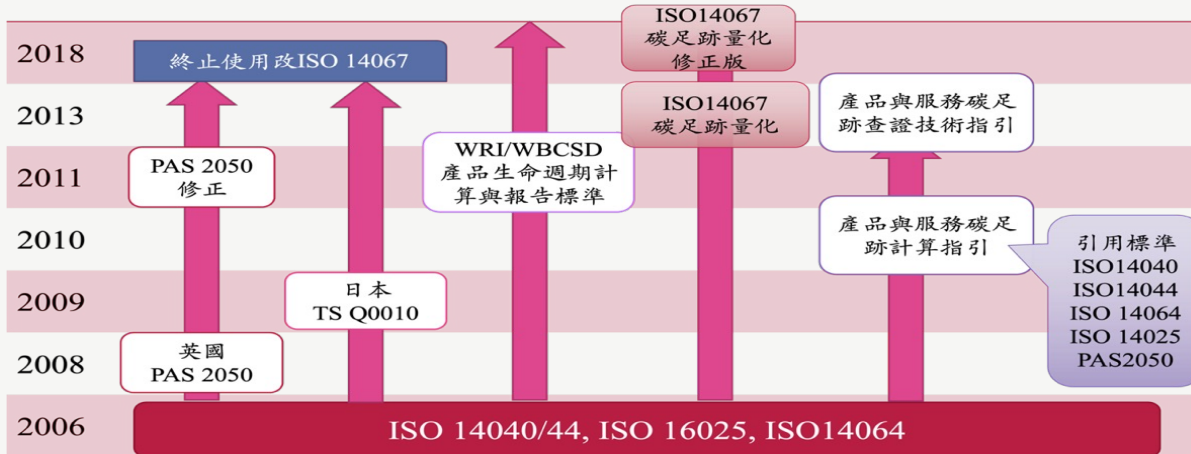 2018
2013
2011
2010
2009
2008
2006
終止使用改ISO 14067
PAS 2050
修正
英國
PAS 2050
日本
TS Q0010
WRI/WBCSD
產品生命週期計
算與報告標準
ISO14067
碳足跡量化
修正版
ISO14067
碳足跡量化
產品與服務碳足
跡查證技術指引
產品與服務碳足
跡計算指引
引用標準
ISO14040
ISO14044
ISO 14064
ISO 14025
PAS2050
ISO 14040/44, ISO 16025, ISO14064